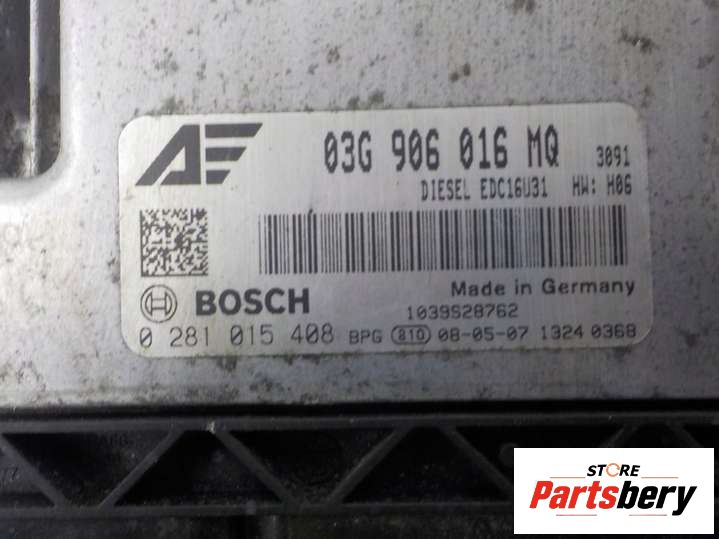 AF
03G 906 016 MQ 3091
DIESEL EDC16U31 HW: H06
Made in Germany
BOSCH 1039S28762
0 281 015 408 BPG 810 08-05-07 1324 0368
STORE
Partsbery